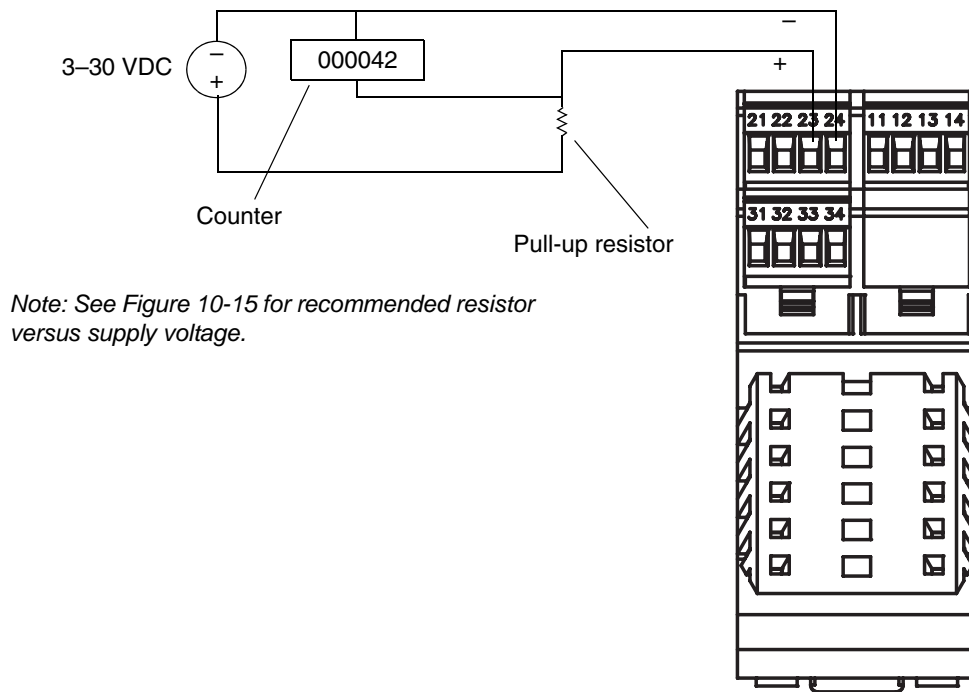 –
3–30 VDC
–
+
000042
+
21 22 23 24
11 12 13 14
Counter
31 32 33 34
Pull-up resistor
Note: See Figure 10-15 for recommended resistor
versus supply voltage.